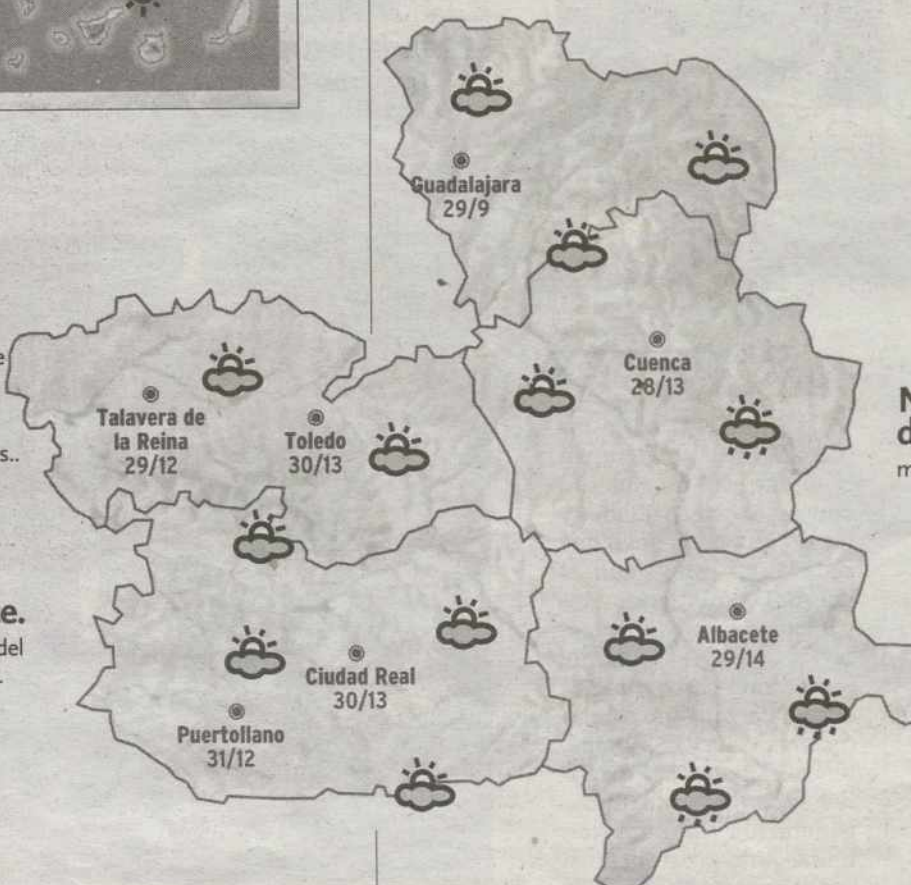 Guadalajara
29/9
Cuenca
28/13
Talavera de
la Reina
29/12
Toledo
30/13
Albacete
29/14
Ciudad Real
30/13
Puertollano
31/12
e
s..
e.
del
N
d
m